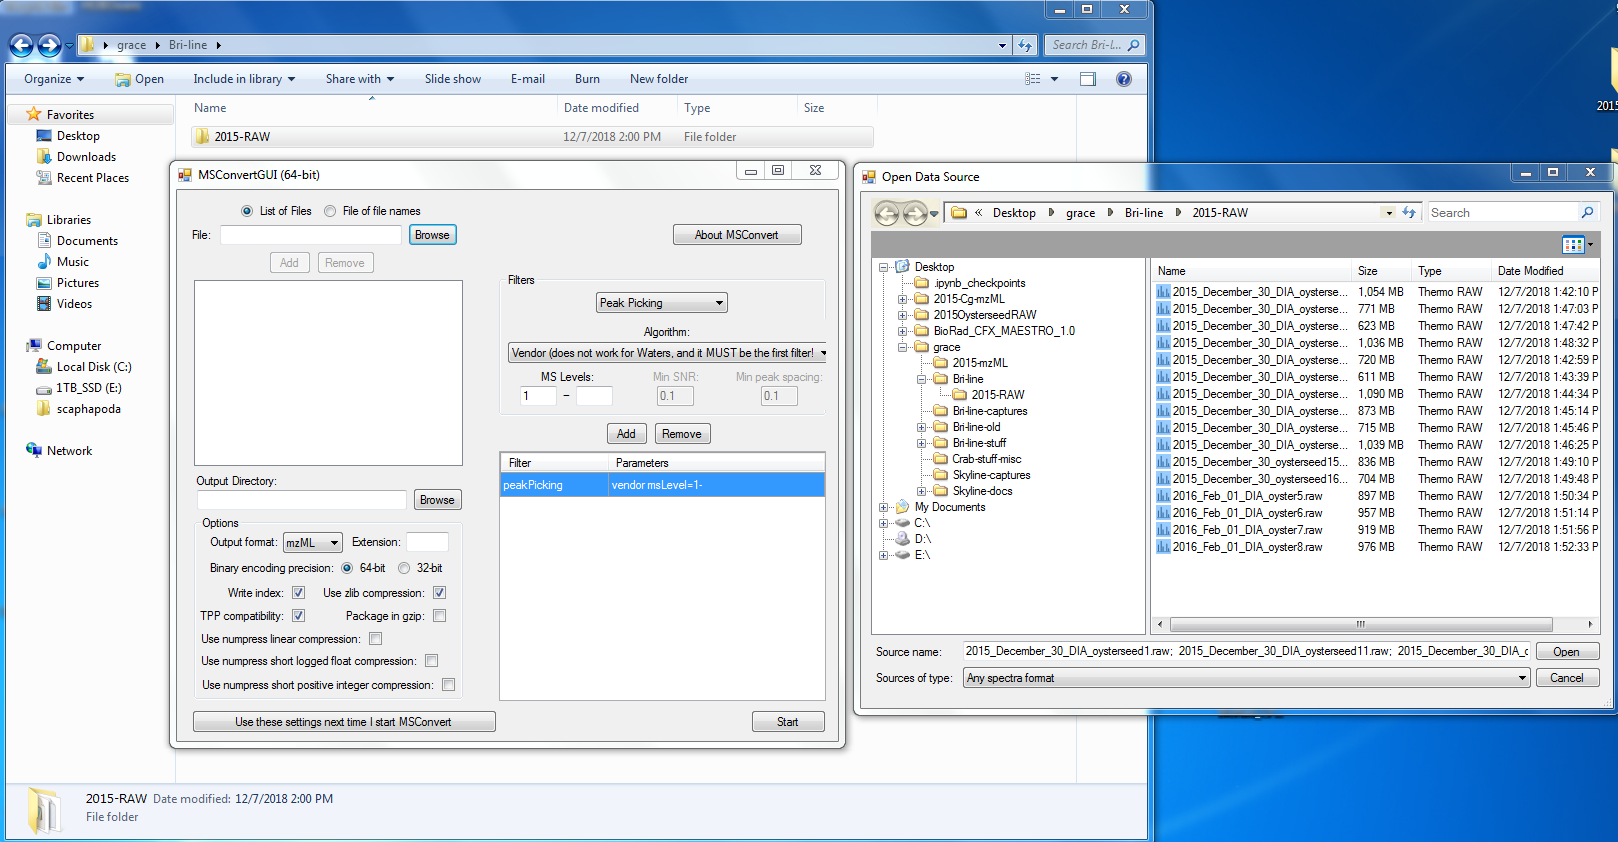 grace Bri-line
Search Bri-l...
Organize Open Include in library Share with Slide show E-mail Burn New folder
Name Date modified Type Size
2015-RAW 12/7/2018 2:00 PM File folder
Favorites
Desktop
Downloads
Recent Places
Libraries
Documents
Music
Pictures
Videos
Computer
Local Disk (C:)
1TB_SSD (E:)
scaphapoda
Network
2015-RAW Date modified: 12/7/2018 2:00 PM
File folder
MSConvertGUI (64-bit)
List of Files File of file names
File: Browse About MSConvert
Add Remove
Filters
Peak Picking
Algorithm:
Vendor (does not work for Waters, and it MUST be the first filter!
MS Levels: Min SNR: Min peak spacing:
1 – 0.1 0.1
Add Remove
Filter Parameters
peakPicking vendor msLevel=1-
Output Directory:
Browse
Options
Output format: mzML Extension:
Binary encoding precision: 64-bit 32-bit
Write index: Use zlib compression:
TPP compatibility: Package in gzip:
Use numpress linear compression:
Use numpress short logged float compression:
Use numpress short positive integer compression:
Use these settings next time I start MSConvert Start
Open Data Source
« Desktop grace Bri-line 2015-RAW Search
Desktop
.ipynb_checkpoints
2015-Cg-mzML
2015OysterseedRAW
BioRad_CFX_MAESTRO_1.0
grace
2015-mzML
Bri-line
2015-RAW
Bri-line-captures
Bri-line-old
Bri-line-stuff
Crab-stuff-misc
Skyline-captures
Skyline-docs
My Documents
C:\
D:\
E:\
Name Size Type Date Modified
2015_December_30_DIA_oysterse... 1,054 MB Thermo RAW 12/7/2018 1:42:10 P
2015_December_30_DIA_oysterse... 771 MB Thermo RAW 12/7/2018 1:47:03 P
2015_December_30_DIA_oysterse... 623 MB Thermo RAW 12/7/2018 1:47:42 P
2015_December_30_DIA_oysterse... 1,036 MB Thermo RAW 12/7/2018 1:48:32 P
2015_December_30_DIA_oysterse... 720 MB Thermo RAW 12/7/2018 1:42:59 P
2015_December_30_DIA_oysterse... 611 MB Thermo RAW 12/7/2018 1:43:39 P
2015_December_30_DIA_oysterse... 1,090 MB Thermo RAW 12/7/2018 1:44:34 P
2015_December_30_DIA_oysterse... 873 MB Thermo RAW 12/7/2018 1:45:14 P
2015_December_30_DIA_oysterse... 715 MB Thermo RAW 12/7/2018 1:45:46 P
2015_December_30_DIA_oysterse... 1,039 MB Thermo RAW 12/7/2018 1:46:25 P
2015_December_30_oysterseed15... 836 MB Thermo RAW 12/7/2018 1:49:10 P
2015_December_30_oysterseed16... 704 MB Thermo RAW 12/7/2018 1:49:48 P
2016_Feb_01_DIA_oyster5.raw 897 MB Thermo RAW 12/7/2018 1:50:34 P
2016_Feb_01_DIA_oyster6.raw 957 MB Thermo RAW 12/7/2018 1:51:14 P
2016_Feb_01_DIA_oyster7.raw 919 MB Thermo RAW 12/7/2018 1:51:56 P
2016_Feb_01_DIA_oyster8.raw 976 MB Thermo RAW 12/7/2018 1:52:33 P
Source name: 2015_December_30_DIA_oysterseed1.raw; 2015_December_30_DIA_oysterseed11.raw; 2015_December_30_DIA_ Open
Sources of type: Any spectra format Cancel